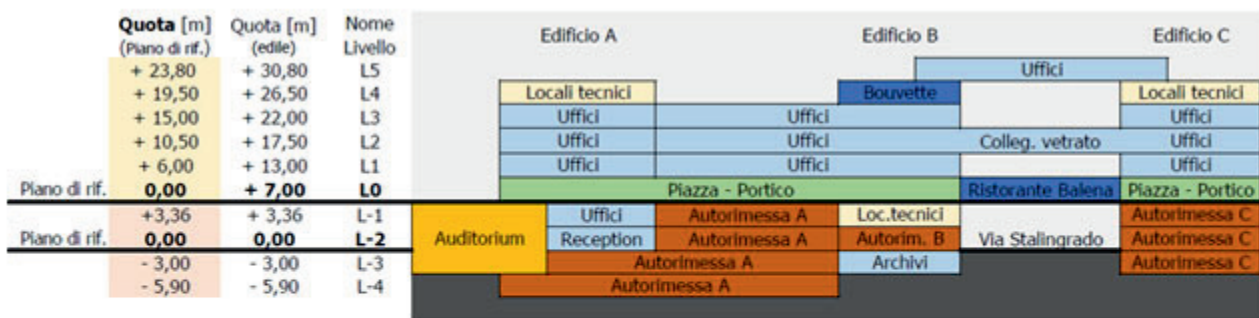 Quota [m] Quota [m] Nome
(Piano di rif.) (edile) Livello Edificio A Edificio B Edificio C
+ 23,80 + 30,80 L5 Uffici
+ 19,50 + 26,50 L4 Locali tecnici Bouvette Locali tecnici
+ 15,00 + 22,00 L3 Uffici Uffici Uffici
+ 10,50 + 17,50 L2 Uffici Uffici Colleg. vetrato Uffici
+ 6,00 + 13,00 L1 Uffici Uffici Uffici
Piano di rif. 0,00 + 7,00 L0 Piazza - Portico Ristorante Balena Piazza - Portico
+3,36 + 3,36 L-1 Uffici Autorimessa A Loc.tecnici Autorimessa C
Piano di rif. 0,00 0,00 L-2 Auditorium Reception Autorimessa A Autorim. B Via Stalingrado Autorimessa C
- 3,00 - 3,00 L-3 Autorimessa A Archivi Autorimessa C
- 5,90 - 5,90 L-4 Autorimessa A